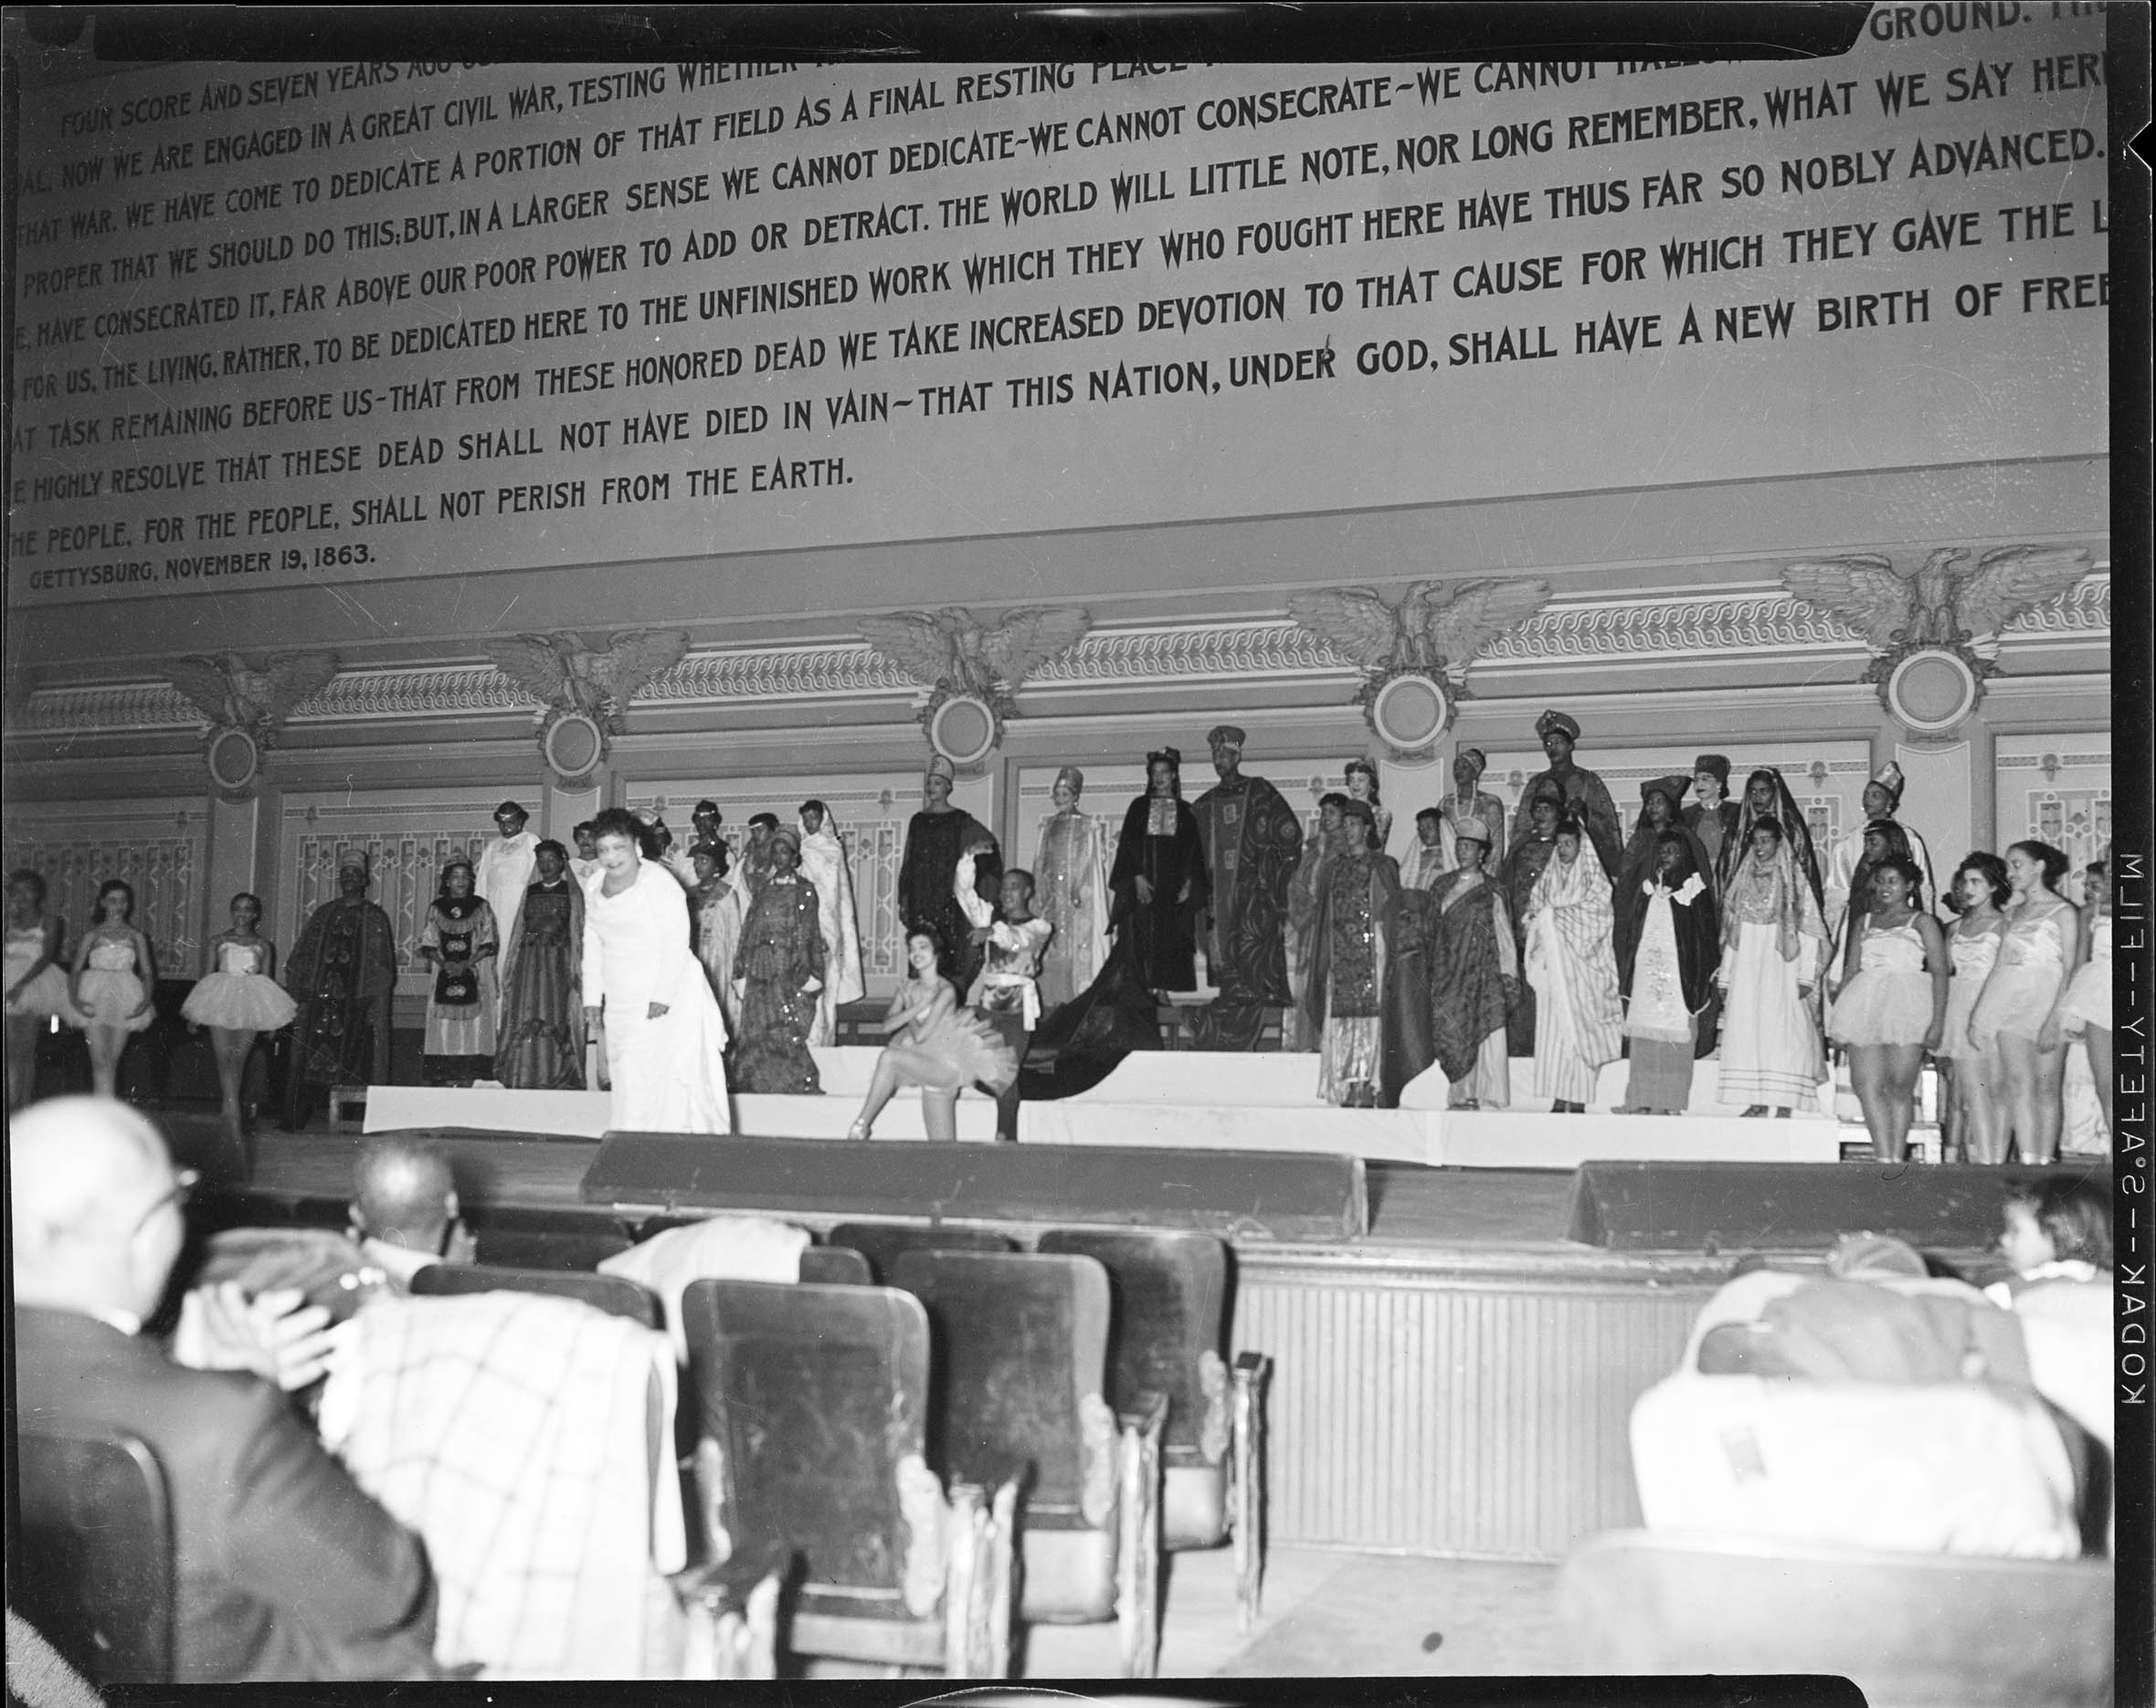 GROUND.
FOUR SCORE AND SEVEN YEARS AGO
NOW WE ARE ENGAGED IN A GREAT CIVIL WAR, TESTING WHETHER
THAT WAR. WE HAVE COME TO DEDICATE A PORTION OF THAT FIELD AS A FINAL RESTING PLACE
PROPER THAT WE SHOULD DO THIS; BUT, IN A LARGER SENSE WE CANNOT DEDICATE~WE CANNOT CONSECRATE~WE CANNOT
HAVE CONSECRATED IT, FAR ABOVE OUR POOR POWER TO ADD OR DETRACT. THE WORLD WILL LITTLE NOTE, NOR LONG REMEMBER, WHAT WE SAY HER
FOR US, THE LIVING, RATHER, TO BE DEDICATED HERE TO THE UNFINISHED WORK WHICH THEY WHO FOUGHT HERE HAVE THUS FAR SO NOBLY ADVANCED.
AT TASK REMAINING BEFORE US~THAT FROM THESE HONORED DEAD WE TAKE INCREASED DEVOTION TO THAT CAUSE FOR WHICH THEY GAVE THE L
E HIGHLY RESOLVE THAT THESE DEAD SHALL NOT HAVE DIED IN VAIN~THAT THIS NATION, UNDER GOD, SHALL HAVE A NEW BIRTH OF FREE
HE PEOPLE, FOR THE PEOPLE, SHALL NOT PERISH FROM THE EARTH.
GETTYSBURG, NOVEMBER 19, 1863.
KODAK---S°AFETY---FILM